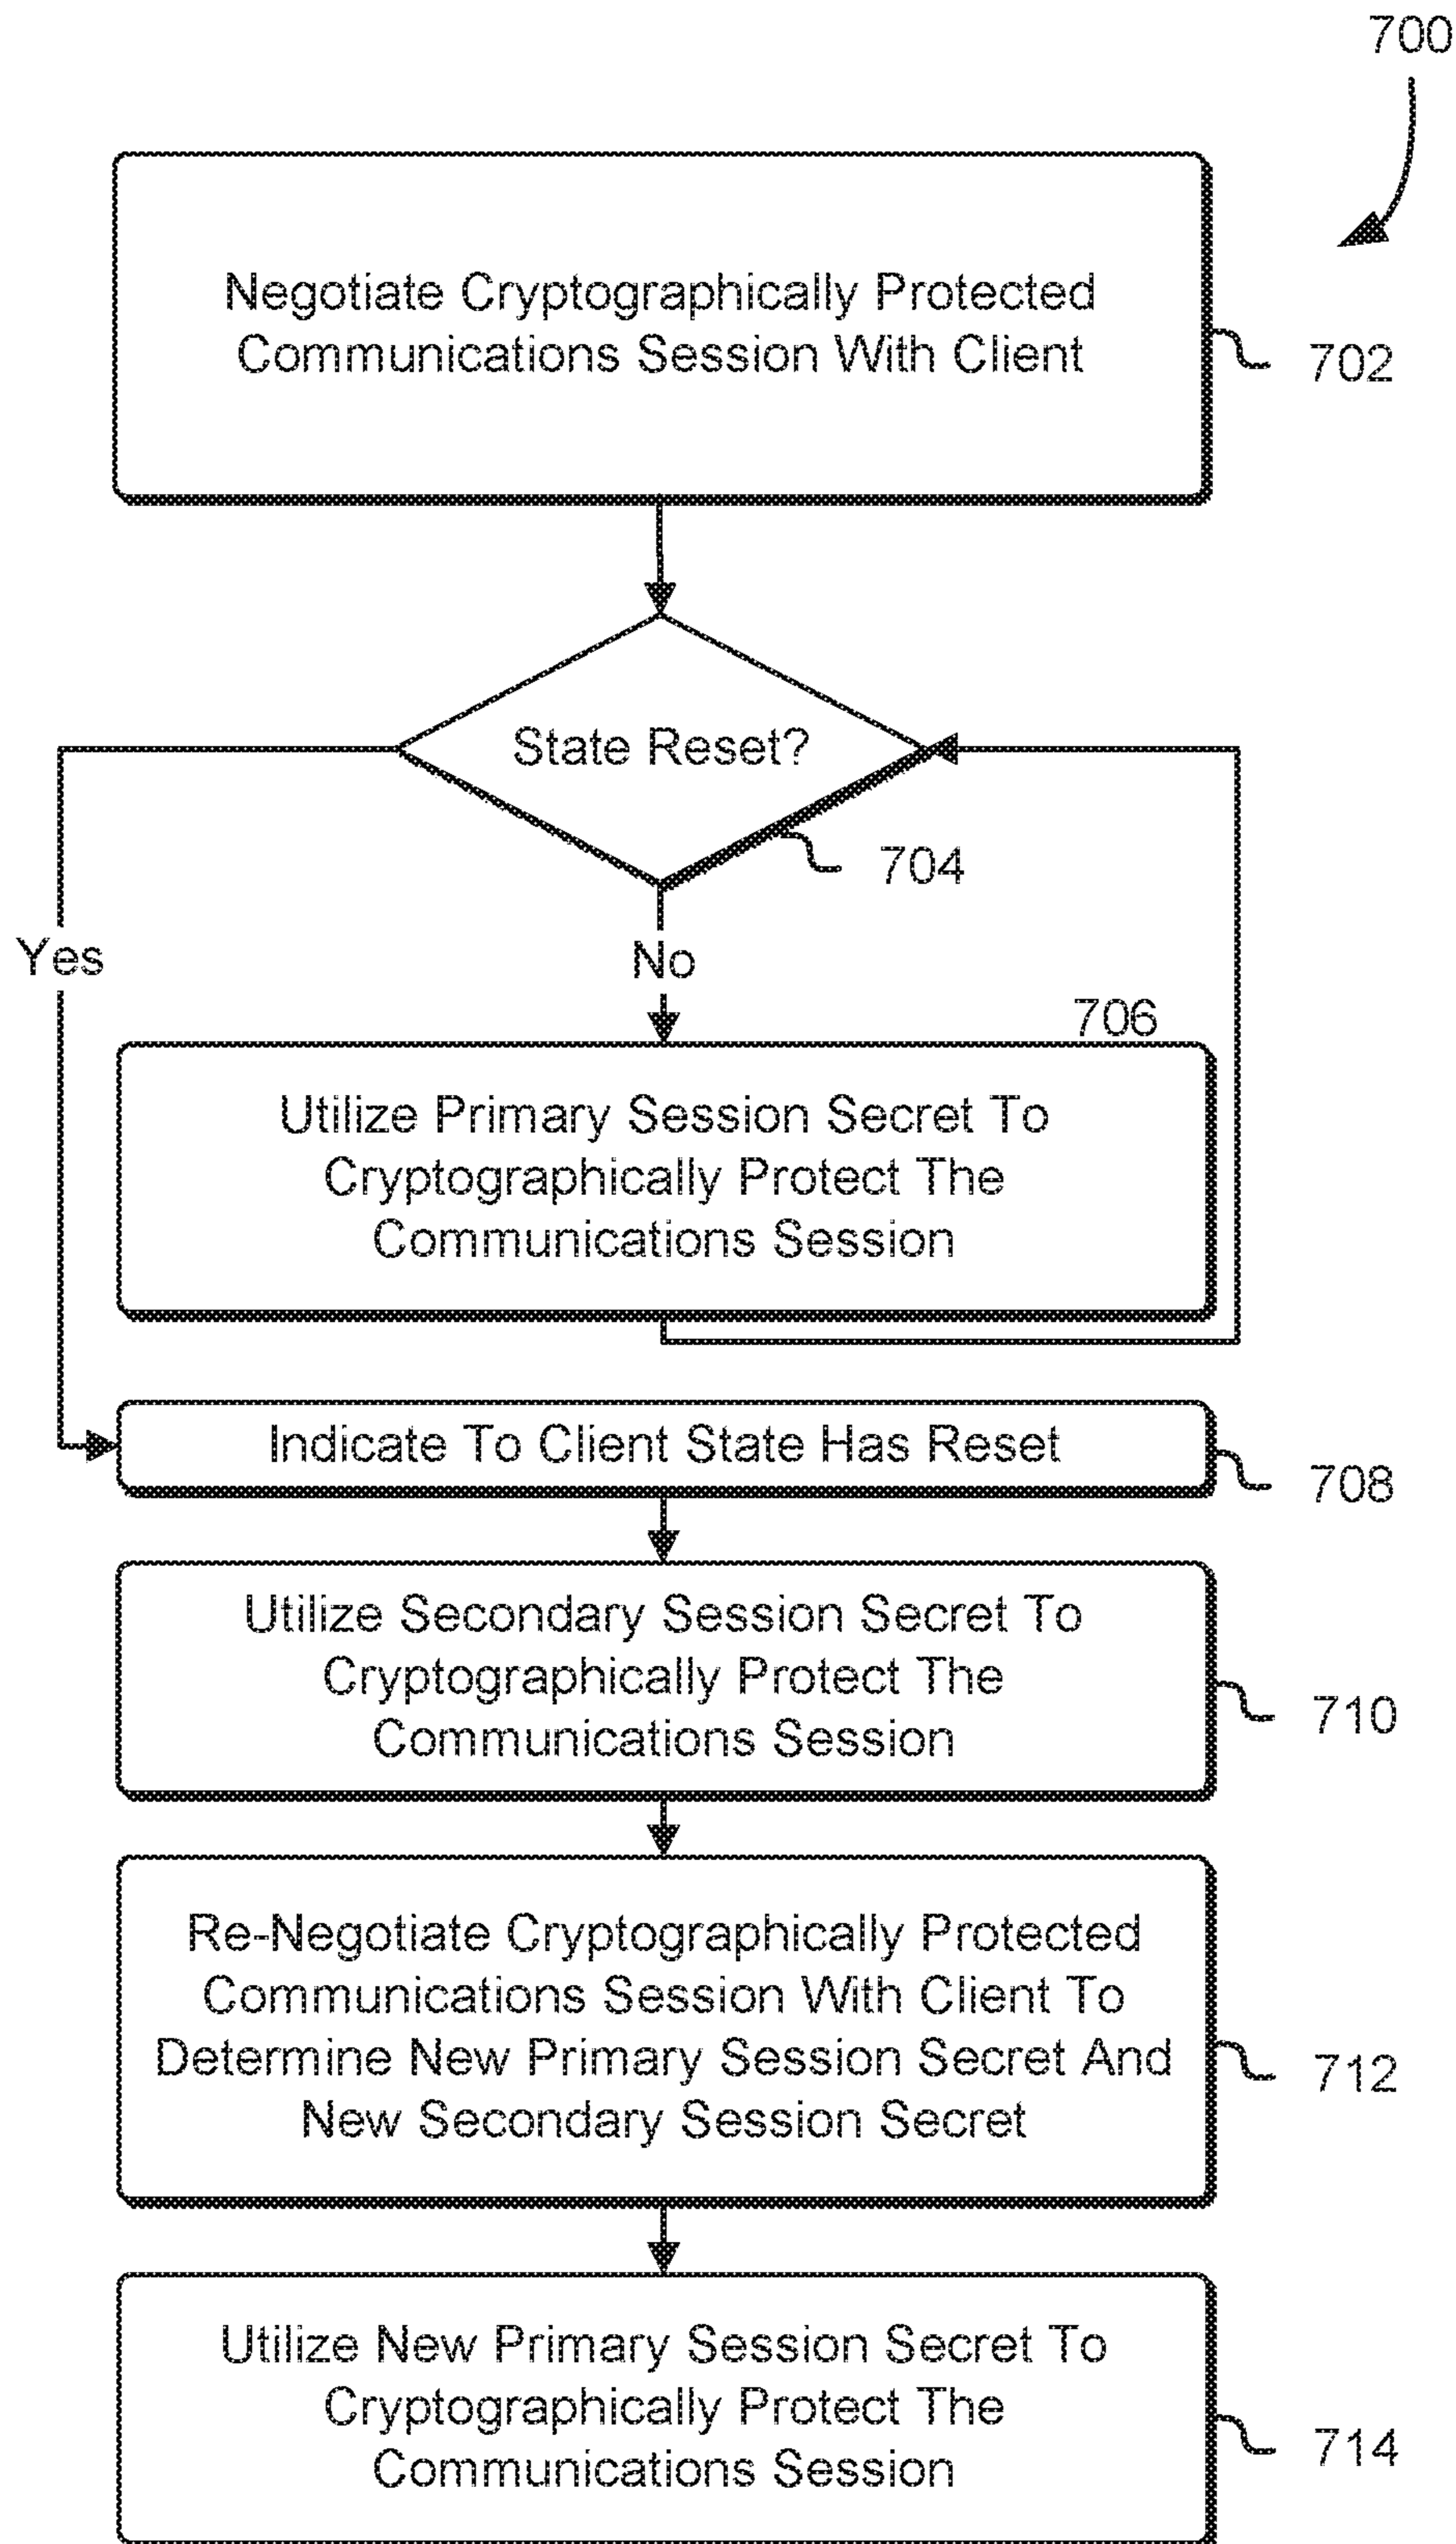 700
Negotiate Cryptographically Protected
Communications Session With Client
702
State Reset?
704
Yes
No
706
Utilize Primary Session Secret To
Cryptographically Protect The
Communications Session
Indicate To Client State Has Reset
708
Utilize Secondary Session Secret To
Cryptographically Protect The
Communications Session
710
Re-Negotiate Cryptographically Protected
Communications Session With Client To
Determine New Primary Session Secret And
New Secondary Session Secret
712
Utilize New Primary Session Secret To
Cryptographically Protect The
Communications Session
714